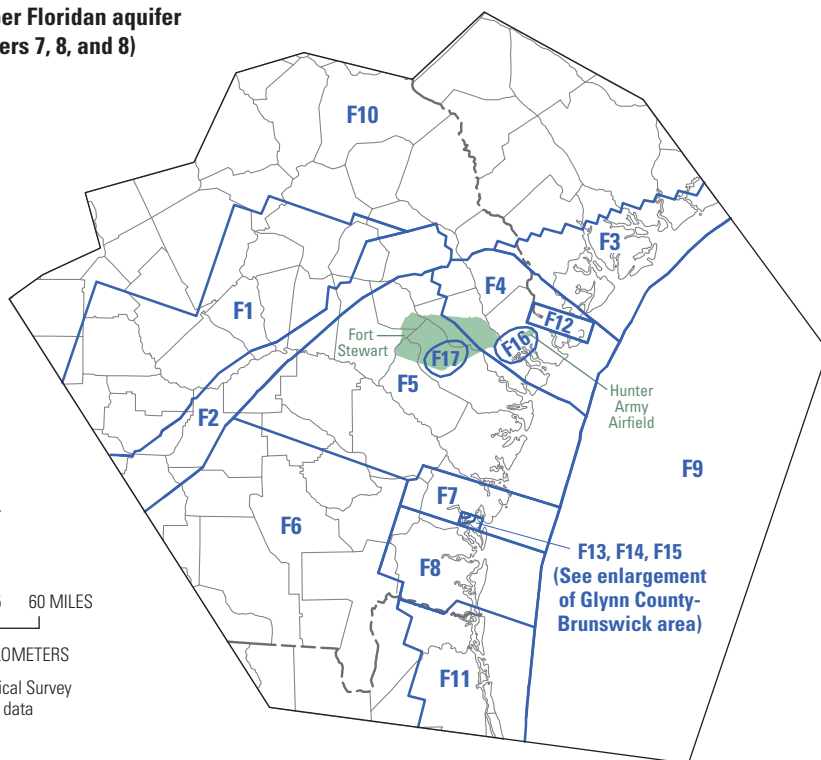 er Floridan aquifer
ers 7, 8, and 8)
F10
F3
F4
F1
F12
Fort
Stewart
F16
F17
F5
Hunter
Army
Airfield
F2
F9
F7
F6
F13, F14, F15
(See enlargement
of Glynn County-
Brunswick area)
F8
60 MILES
LOMETERS
ical Survey
data
F11